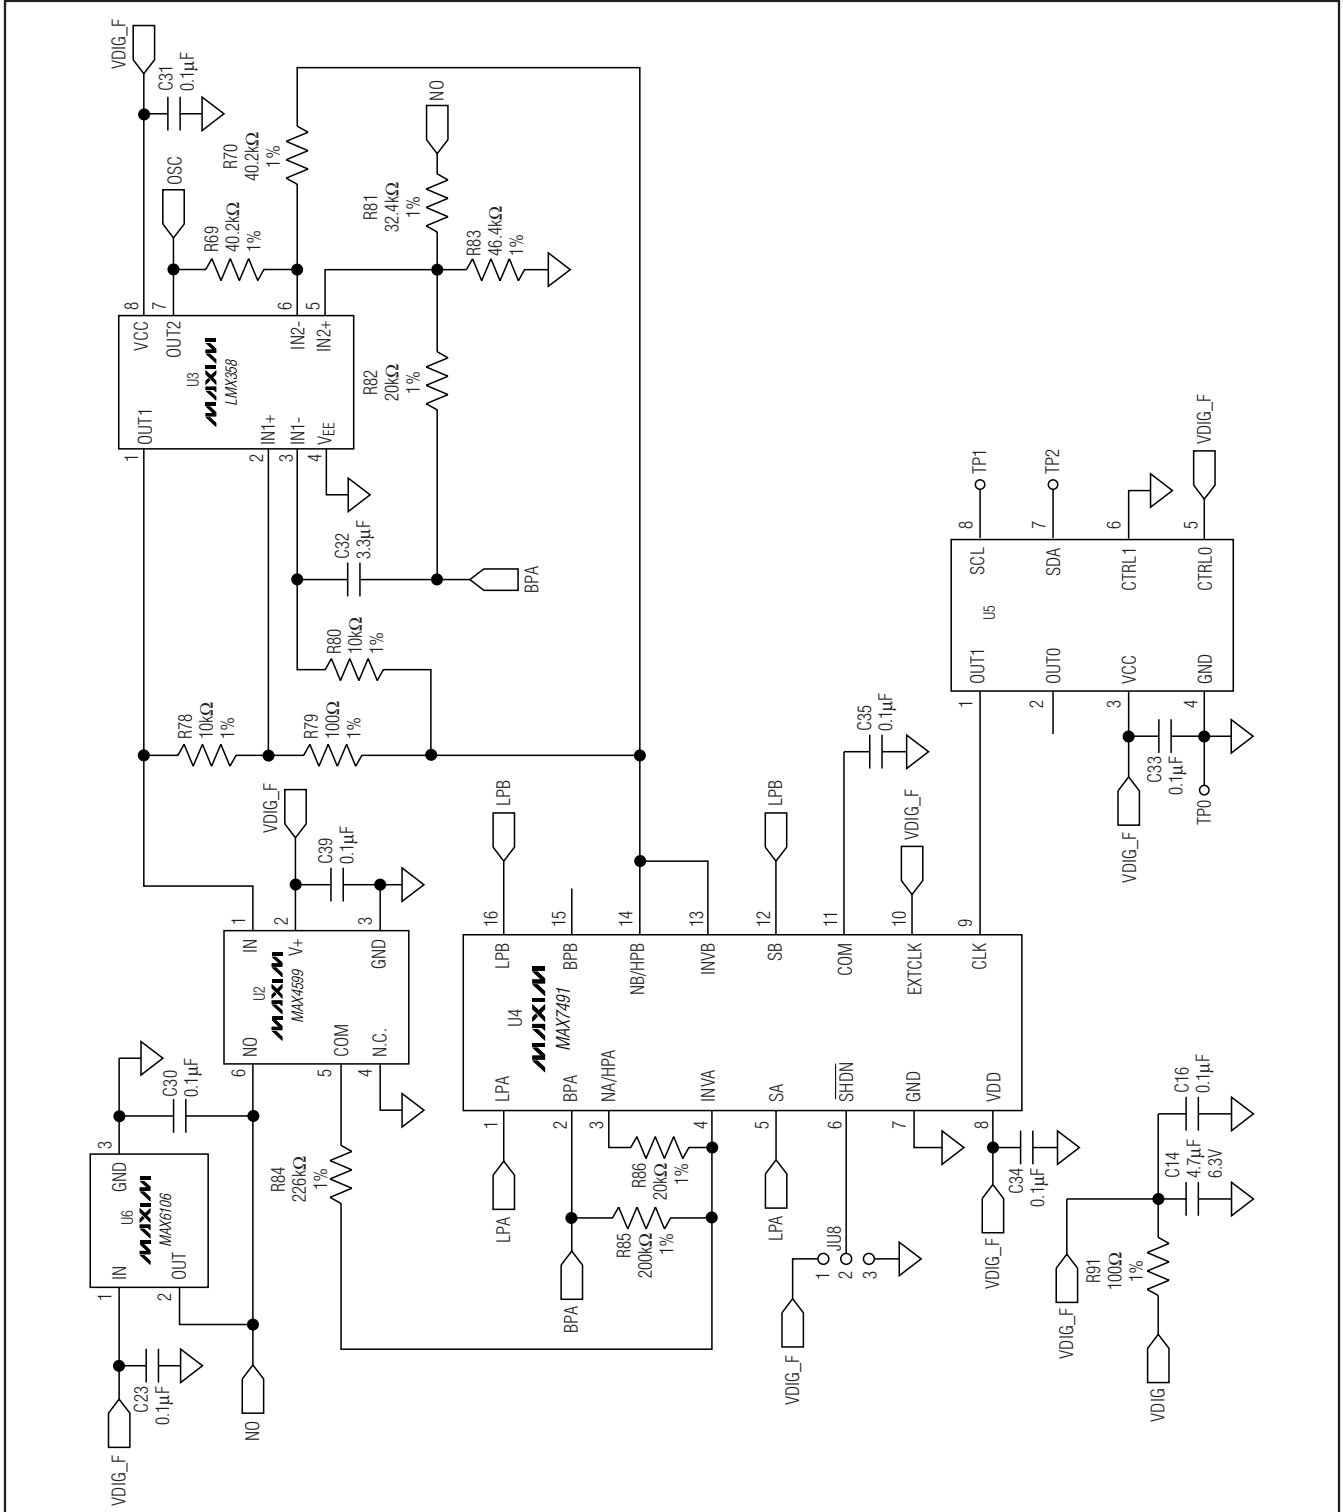 VDIG_F
C23
0.1µF
NO
1
IN
2
OUT
U6
MAXIM
MAX6106
GND
3
C30
0.1µF
R84
226kΩ
1%
6
NO
5
COM
4
N.C.
U2
MAXIM
MAX4599
IN
1
V+
2
GND
3
C39
0.1µF
VDIG_F
R78
10kΩ
1%
R79
100Ω
1%
R80
10kΩ
1%
C32
3.3µF
BPA
1
OUT1
2
IN1+
3
IN1-
4
VEE
U3
MAXIM
LMX358
VCC
8
OUT2
7
IN2-
6
IN2+
5
VDIG_F
C31
0.1µF
OSC
R69
40.2kΩ
1%
R70
40.2kΩ
1%
R82
20kΩ
1%
R81
32.4kΩ
1%
NO
R83
46.4kΩ
1%
LPA
BPA
R85
200kΩ
1%
R86
20kΩ
1%
LPA
VDIG_F
JU8
1
2
3
VDIG_F
C34
0.1µF
1
LPA
2
BPA
3
NA/HPA
4
INVA
5
SA
6
SHDN
7
GND
8
VDD
U4
MAXIM
MAX7491
LPB
16
BPB
15
NB/HPB
14
INVB
13
SB
12
COM
11
EXTCLK
10
CLK
9
LPB
LPB
C35
0.1µF
VDIG_F
VDIG_F
C33
0.1µF
TP0
1
OUT1
2
OUT0
3
VCC
4
GND
U5
SCL
8
SDA
7
CTRL1
6
CTRL0
5
TP1
TP2
VDIG_F
VDIG_F
VDIG
R91
100Ω
1%
C14
4.7µF
6.3V
C16
0.1µF